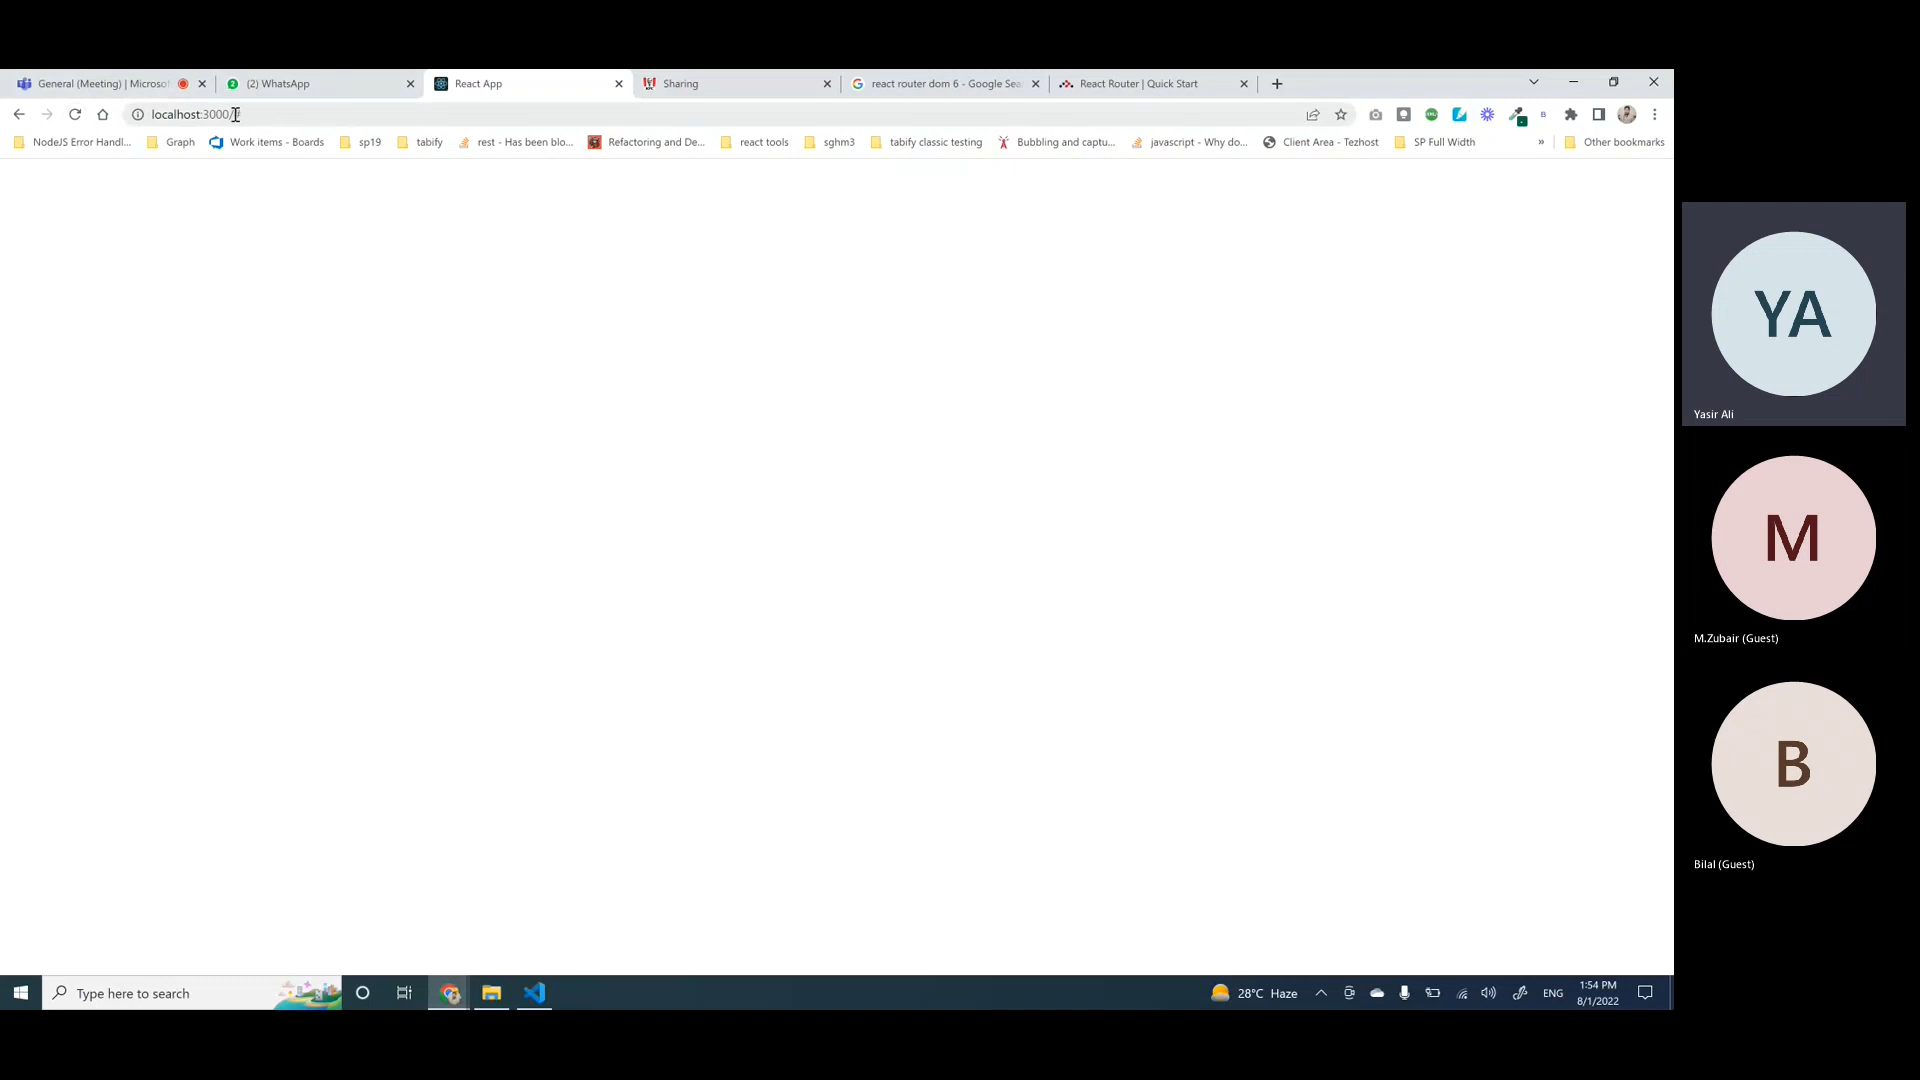 General (Meeting) | Microso
(2) WhatsApp
React App
Sharing
react router dom 6 - Google Sea
React Router | Quick Start
localhost:3000/
NodeJS Error Handl...
Graph
Work items - Boards
sp19
tabify
rest - Has been blo...
Refactoring and De...
react tools
sghm3
tabify classic testing
Bubbling and captu...
javascript - Why do...
Client Area - Tezhost
SP Full Width
»
Other bookmarks
YA
Yasir Ali
M
M.Zubair (Guest)
B
Bilal (Guest)
Type here to search
28°C Haze
ENG
1:54 PM
8/1/2022